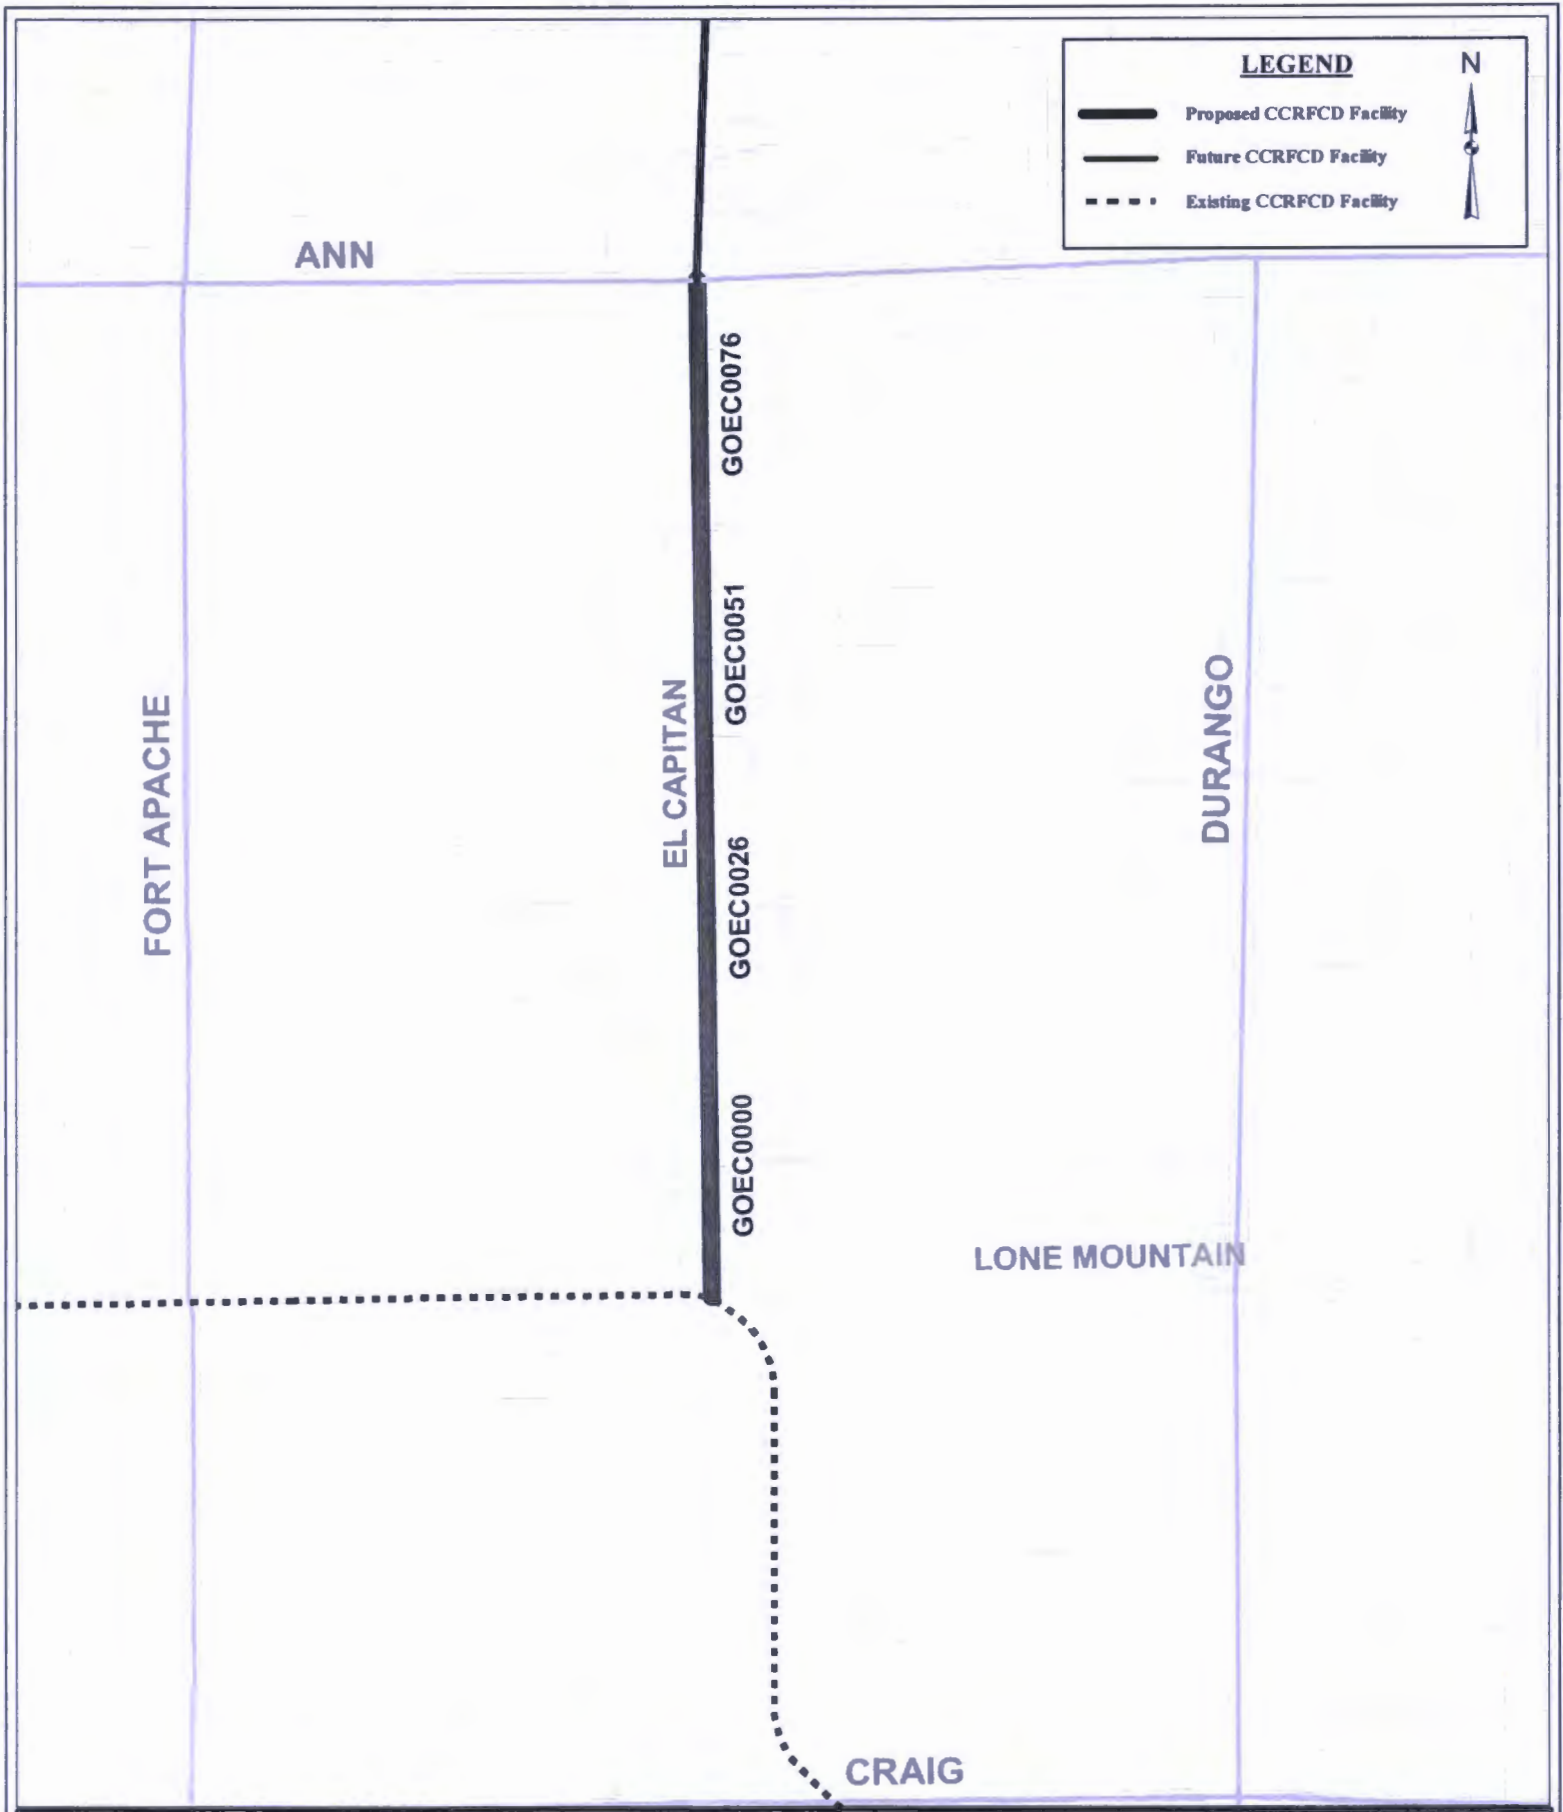 LEGEND
N
Proposed CCRFCD Facility
Future CCRFCD Facility
Existing CCRFCD Facility
ANN
GOEC0076
GOEC0051
EL CAPITAN
FORT APACHE
DURANGO
GOEC0026
GOEC0000
LONE MOUNTAIN
CRAIG